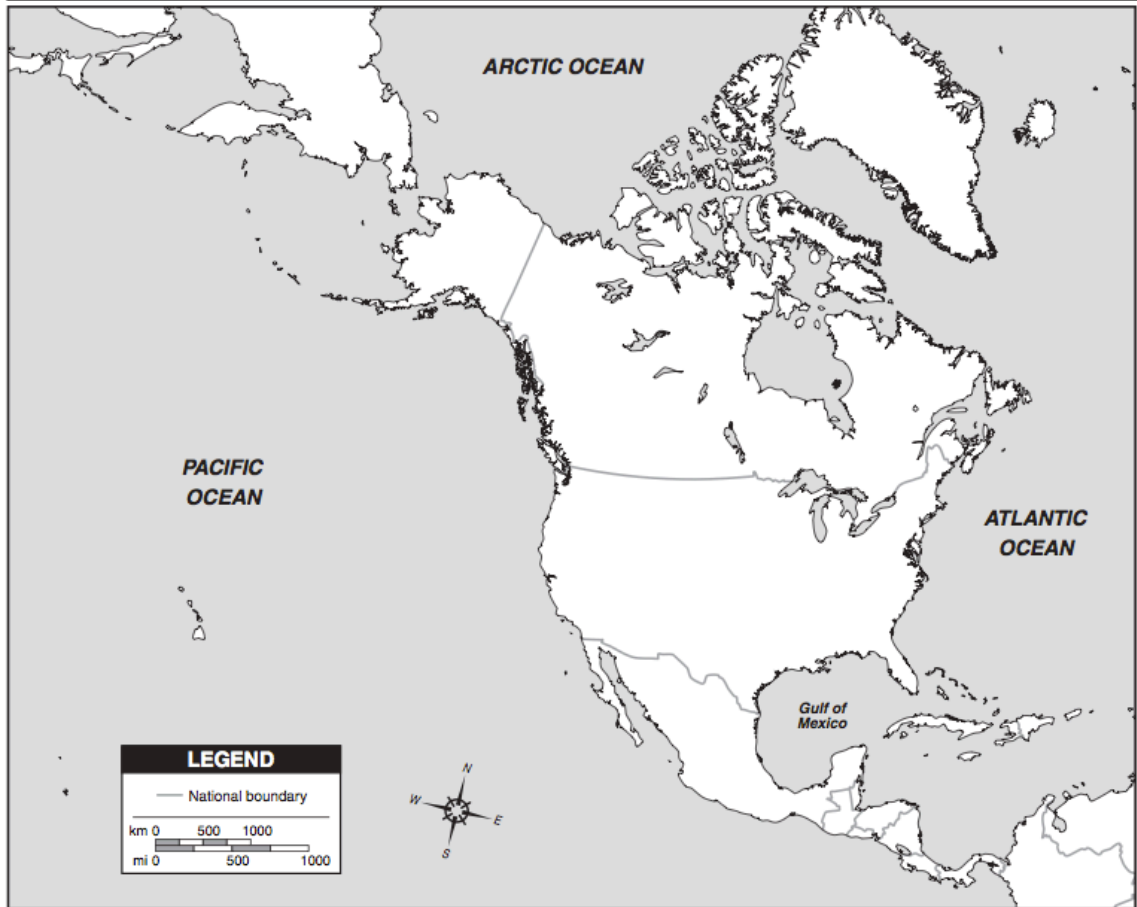 ARCTIC OCEAN
PACIFIC
OCEAN
ATLANTIC
OCEAN
Gulf of
Mexico
LEGEND
National boundary
km 0 500 1000
mi 0 500 1000
N
W
E
S